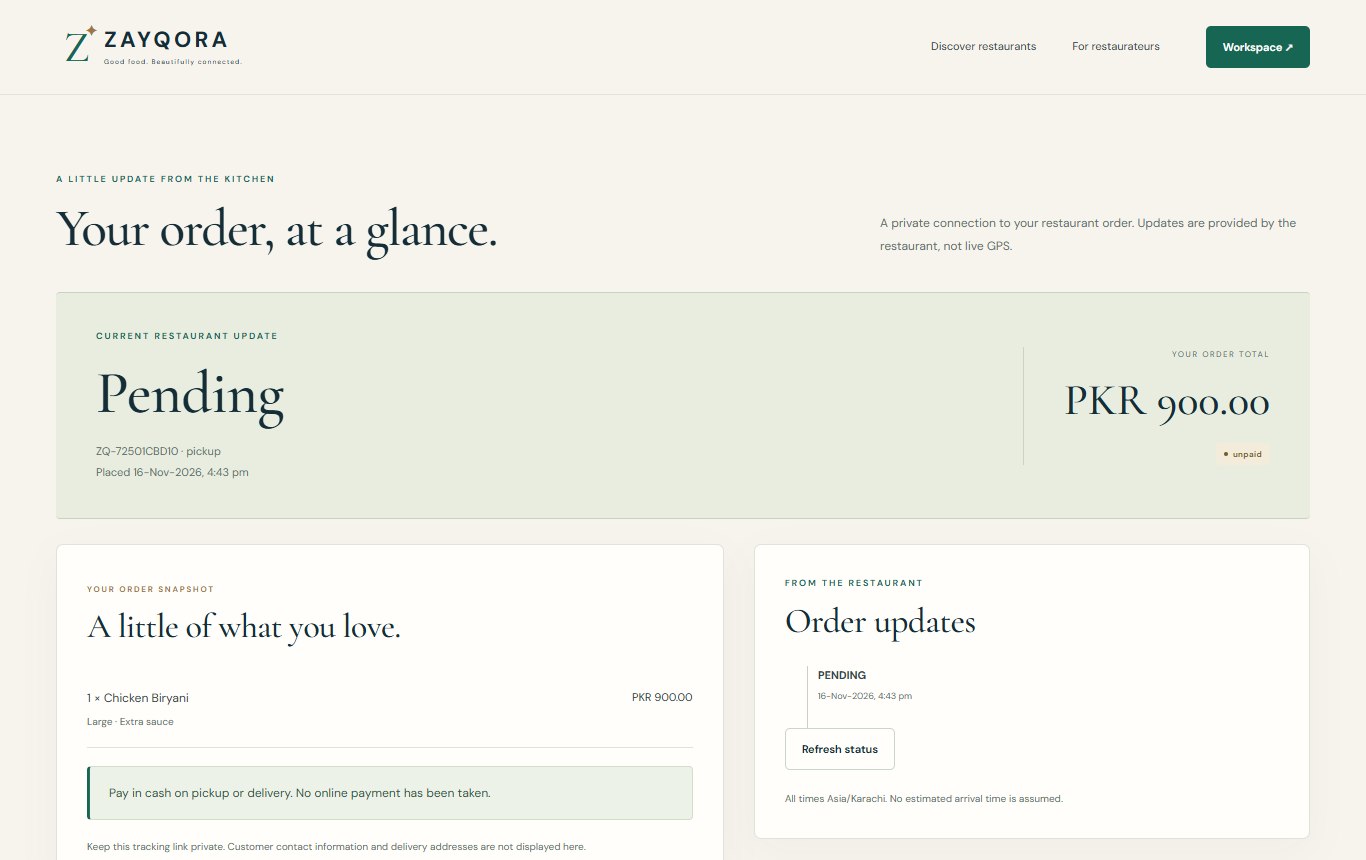 Z ZAYQORA
Good food. Beautifully connected.
Discover restaurants
For restaurateurs
Workspace ↗
A LITTLE UPDATE FROM THE KITCHEN
Your order, at a glance.
A private connection to your restaurant order. Updates are provided by the
restaurant, not live GPS.
CURRENT RESTAURANT UPDATE
Pending
ZQ-72501CBD10 · pickup
Placed 16-Nov-2026, 4:43 pm
YOUR ORDER TOTAL
PKR 900.00
unpaid
YOUR ORDER SNAPSHOT
A little of what you love.
1 × Chicken Biryani
PKR 900.00
Large · Extra sauce
Pay in cash on pickup or delivery. No online payment has been taken.
Keep this tracking link private. Customer contact information and delivery addresses are not displayed here.
FROM THE RESTAURANT
Order updates
PENDING
16-Nov-2026, 4:43 pm
Refresh status
All times Asia/Karachi. No estimated arrival time is assumed.